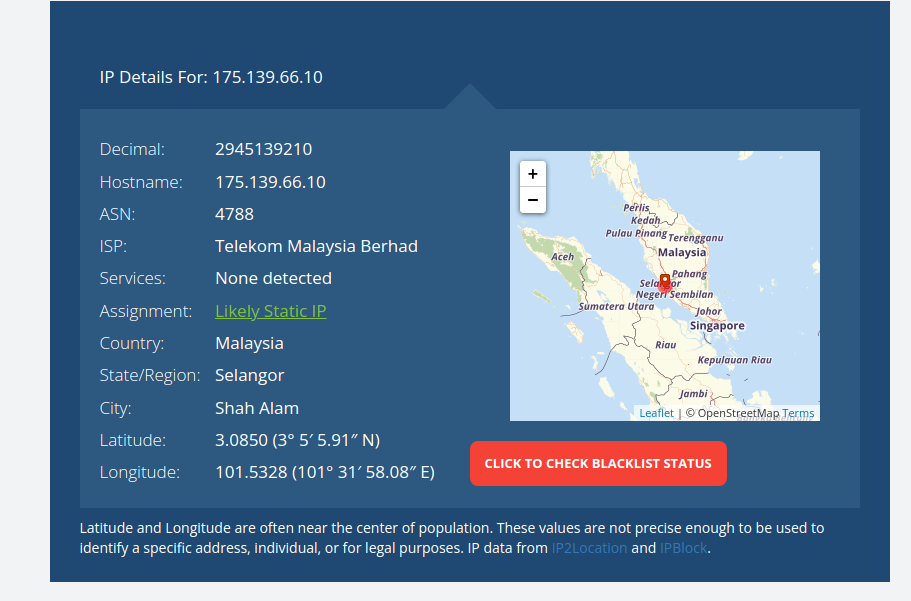 IP Details For: 175.139.66.10
Decimal: 2945139210
Hostname: 175.139.66.10
ASN: 4788
ISP: Telekom Malaysia Berhad
Services: None detected
Assignment: Likely Static IP
Country: Malaysia
State/Region: Selangor
City: Shah Alam
Latitude: 3.0850 (3° 5′ 5.91″ N)
Longitude: 101.5328 (101° 31′ 58.08″ E)
+
−
Perlis
Kedah
Pulau Pinang
Terengganu
Malaysia
Aceh
Pahang
Negeri Sembilan
Sumatera Utara
Johor
Singapore
Riau
Kepulauan Riau
Jambi
Leaflet | © OpenStreetMap Terms
CLICK TO CHECK BLACKLIST STATUS
Latitude and Longitude are often near the center of population. These values are not precise enough to be used to
identify a specific address, individual, or for legal purposes. IP data from IP2Location and IPBlock.